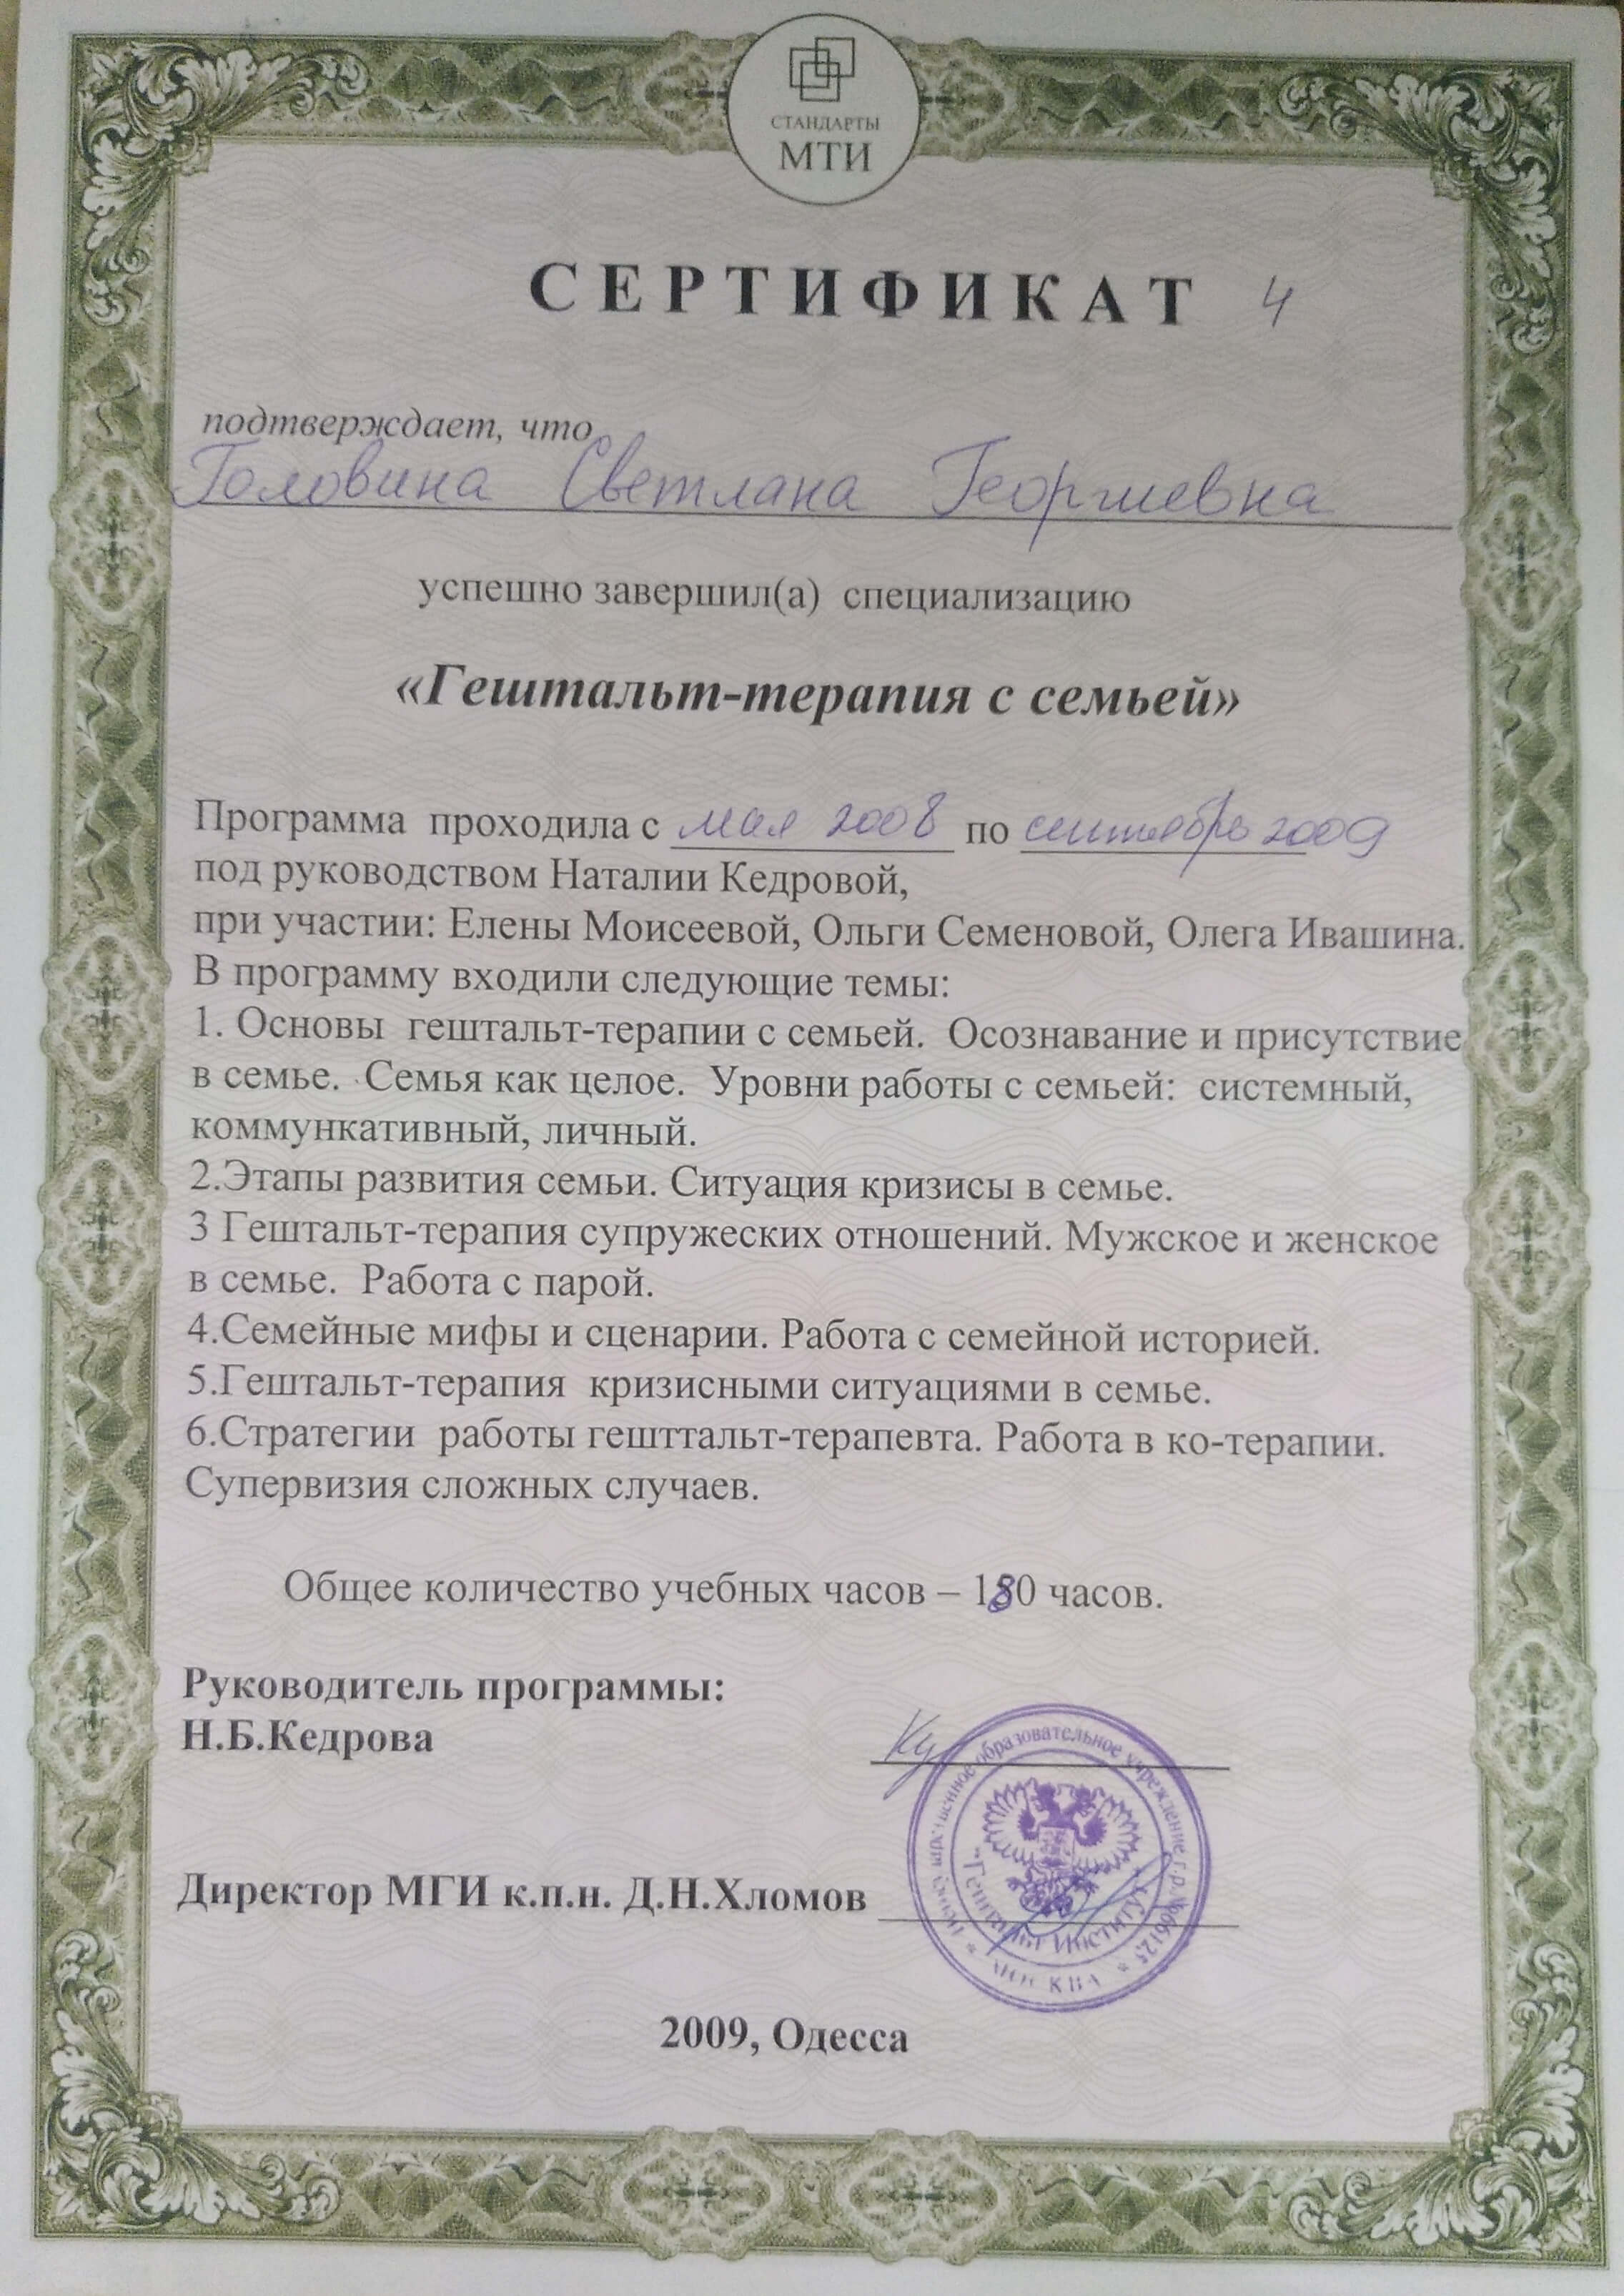 СТАНДАРТЫ
МТИ
СЕРТИФИКАТ 4
подтверждает, что
Головина Светлана Георгиевна
успешно завершил(а) специализацию
«Гештальт-терапия с семьей»
Программа проходила с мая 2008 по сентябрь 2009
под руководством Наталии Кедровой,
при участии: Елены Моисеевой, Ольги Семеновой, Олега Ивашина.
В программу входили следующие темы:
1. Основы гештальт-терапии с семьей. Осознавание и присутствие
в семье. Семья как целое. Уровни работы с семьей: системный,
коммункативный, личный.
2.Этапы развития семьи. Ситуация кризисы в семье.
3 Гештальт-терапия супружеских отношений. Мужское и женское
в семье. Работа с парой.
4.Семейные мифы и сценарии. Работа с семейной историей.
5.Гештальт-терапия кризисными ситуациями в семье.
6.Стратегии работы гешттальт-терапевта. Работа в ко-терапии.
Супервизия сложных случаев.
Общее количество учебных часов – 180 часов.
Руководитель программы:
Н.Б.Кедрова
образовательное учреждение
Институт
МОСКВА
Директор МГИ к.п.н. Д.Н.Хломов
2009, Одесса